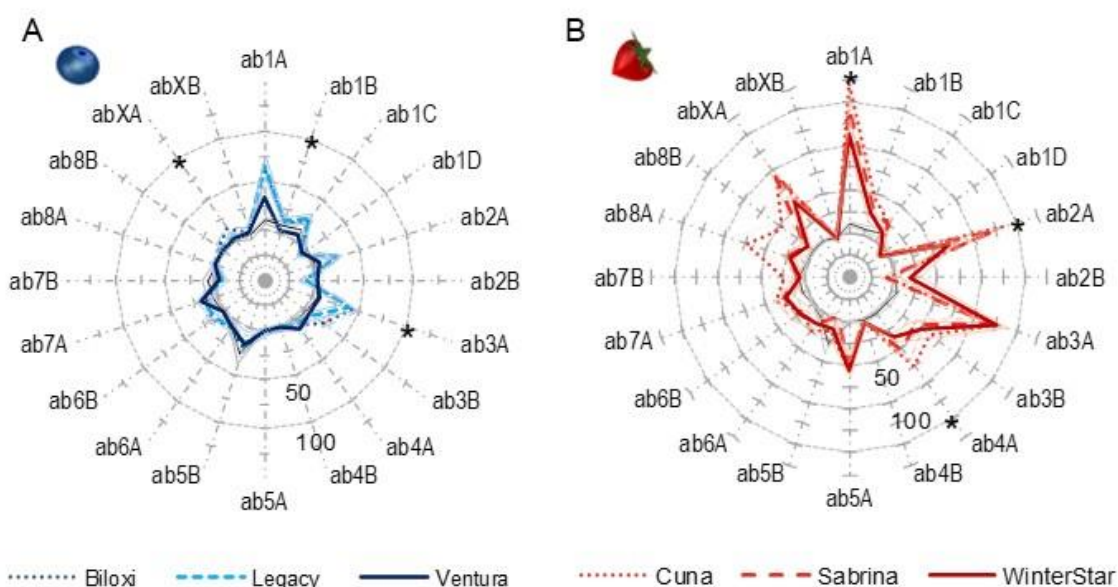 A
ab1A
ab1B
ab1C
ab1D
ab2A
ab2B
ab3A
ab3B
ab4A
ab4B
ab5A
ab5B
ab6A
ab6B
ab7A
ab7B
ab8A
ab8B
abXA
abXB
*
*
*
50
100
Biloxi
Legacy
Ventura
B
ab1A
ab1B
ab1C
ab1D
ab2A
ab2B
ab3A
ab3B
ab4A
ab4B
ab5A
ab5B
ab6A
ab6B
ab7A
ab7B
ab8A
ab8B
abXA
abXB
*
*
*
50
100
Cuna
Sabrina
WinterStar